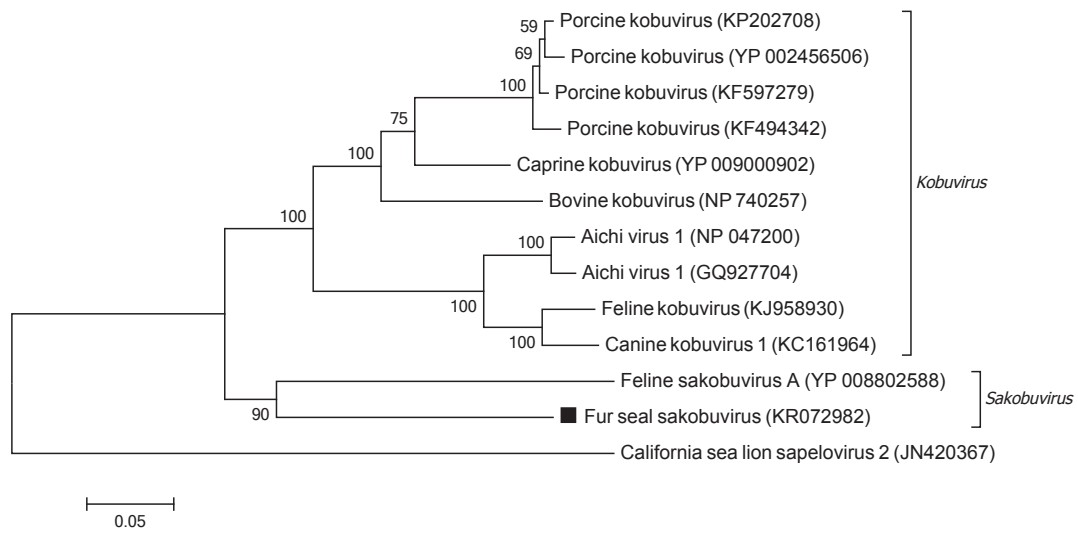 Porcine kobuvirus (KP202708)
59
Porcine kobuvirus (YP 002456506)
69
100
Porcine kobuvirus (KF597279)
75
Porcine kobuvirus (KF494342)
100
Caprine kobuvirus (YP 009000902)
Kobuvirus
Bovine kobuvirus (NP 740257)
100
Aichi virus 1 (NP 047200)
100
Aichi virus 1 (GQ927704)
100
Feline kobuvirus (KJ958930)
100
Canine kobuvirus 1 (KC161964)
Feline sakobuvirus A (YP 008802588)
Sakobuvirus
90
Fur seal sakobuvirus (KR072982)
California sea lion sapelovirus 2 (JN420367)
0.05